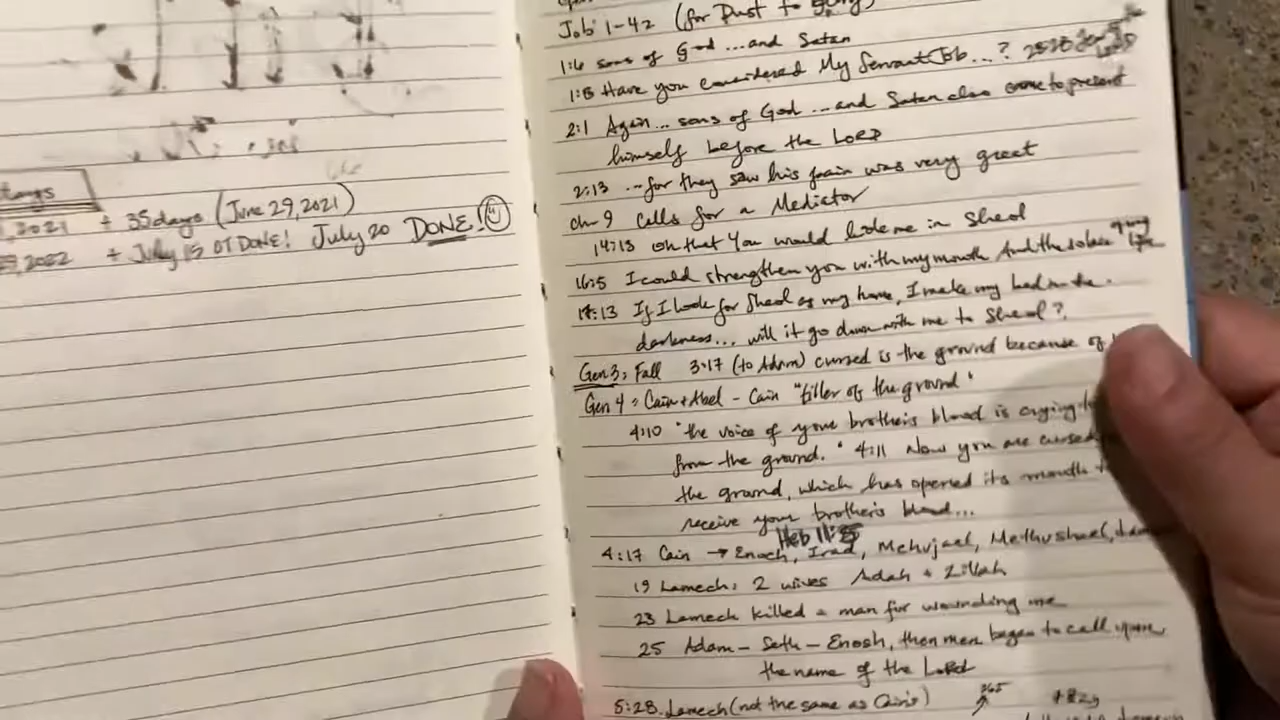 , 2021 + 35 days (June 29, 2021)
, 2022 + July 15 OT DONE! July 20 DONE!
Job 1-42 (for Dust to
1:6 sons of God ... and Satan
1:8 Have you considered My Servant Job...?
2:1 Again... sons of God ... and Satan also came to present
himself before the LORD
2:13 ...for they saw his pain was very great
ch 9 calls for a Mediator
14:13 Oh that You would hide me in Sheol
16:5 I could strengthen you with my mouth And the solace of my
17:13 If I look for Sheol as my home, I make my bed in the
darkness... will it go down with me to Sheol?
Gen 3: Fall 3:17 (to Adam) cursed is the ground because of
Gen 4: Cain + Abel - Cain "tiller of the ground"
4:10 "the voice of your brother's blood is crying
from the ground." 4:11 Now you are cursed
the ground, which has opened its mouth
receive your brother's blood...
Heb 11:5
4:17 Cain → Enoch, Irad, Mehujael, Methushael,
19 Lamech: 2 wives Adah + Zillah
23 Lamech killed a man for wounding me
25 Adam - Seth - Enosh, then men began to call upon
the name of the LORD
5:28 Lamech (not the same as Cain's) 365